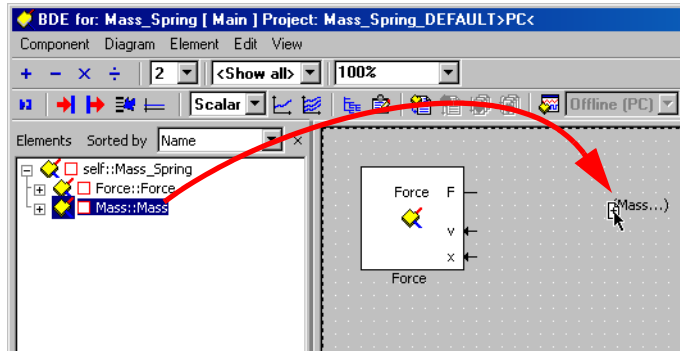 BDE for: Mass_Spring [ Main ] Project: Mass_Spring_DEFAULT>PC<
Component Diagram Element Edit View
+ − × ÷ 2 <Show all> 100%
Scalar Offline (PC)
Elements Sorted by Name ×
self::Mass_Spring
Force::Force
Mass::Mass
Force F
v
x
Force
(Mass...)